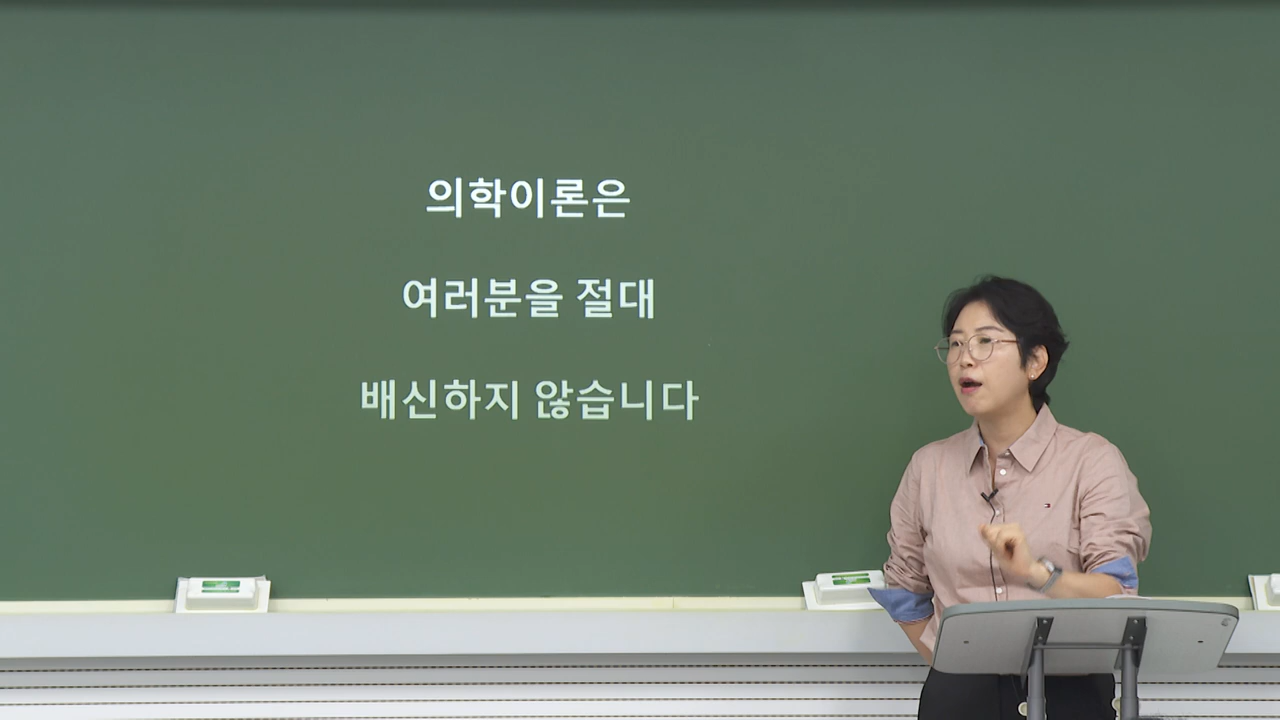 의학이론은
여러분을 절대
배신하지 않습니다